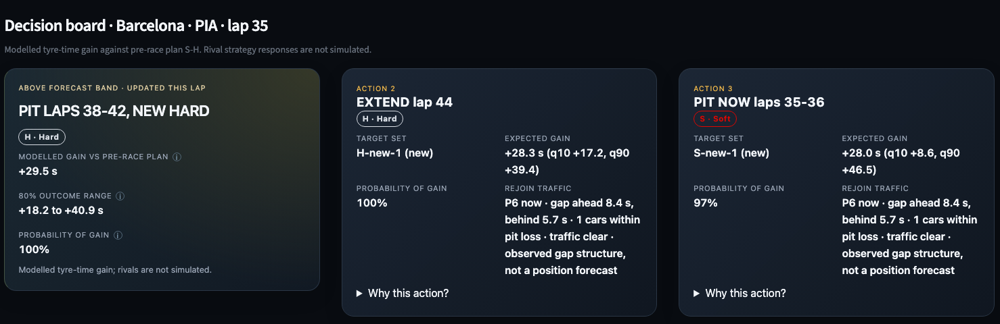 Decision board · Barcelona · PIA · lap 35
Modelled tyre-time gain against pre-race plan S-H. Rival strategy responses are not simulated.
ABOVE FORECAST BAND · UPDATED THIS LAP
PIT LAPS 38-42, NEW HARD
H · Hard
MODELLED GAIN VS PRE-RACE PLAN ⓘ
+29.5 s
80% OUTCOME RANGE ⓘ
+18.2 to +40.9 s
PROBABILITY OF GAIN ⓘ
100%
Modelled tyre-time gain; rivals are not simulated.
ACTION 2
EXTEND lap 44
H · Hard
TARGET SET
H-new-1 (new)
EXPECTED GAIN
+28.3 s (q10 +17.2, q90
+39.4)
PROBABILITY OF GAIN
100%
REJOIN TRAFFIC
P6 now · gap ahead 8.4 s,
behind 5.7 s · 1 cars within
pit loss · traffic clear ·
observed gap structure,
not a position forecast
▶ Why this action?
ACTION 3
PIT NOW laps 35-36
S · Soft
TARGET SET
S-new-1 (new)
EXPECTED GAIN
+28.0 s (q10 +8.6, q90
+46.5)
PROBABILITY OF GAIN
97%
REJOIN TRAFFIC
P6 now · gap ahead 8.4 s,
behind 5.7 s · 1 cars within
pit loss · traffic clear ·
observed gap structure,
not a position forecast
▶ Why this action?